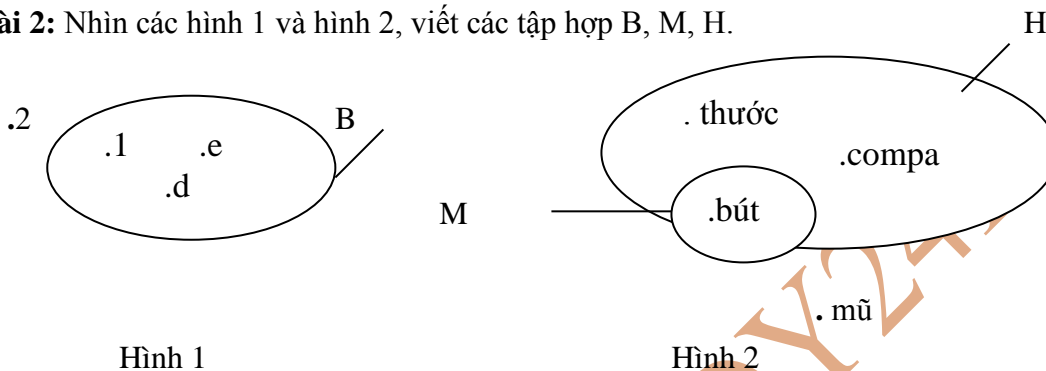 ài 2: Nhìn các hình 1 và hình 2, viết các tập hợp B, M, H.
H
.2
B
.1 .e
.d
. thước
.compa
M
.bút
. mũ
Hình 1
Hình 2